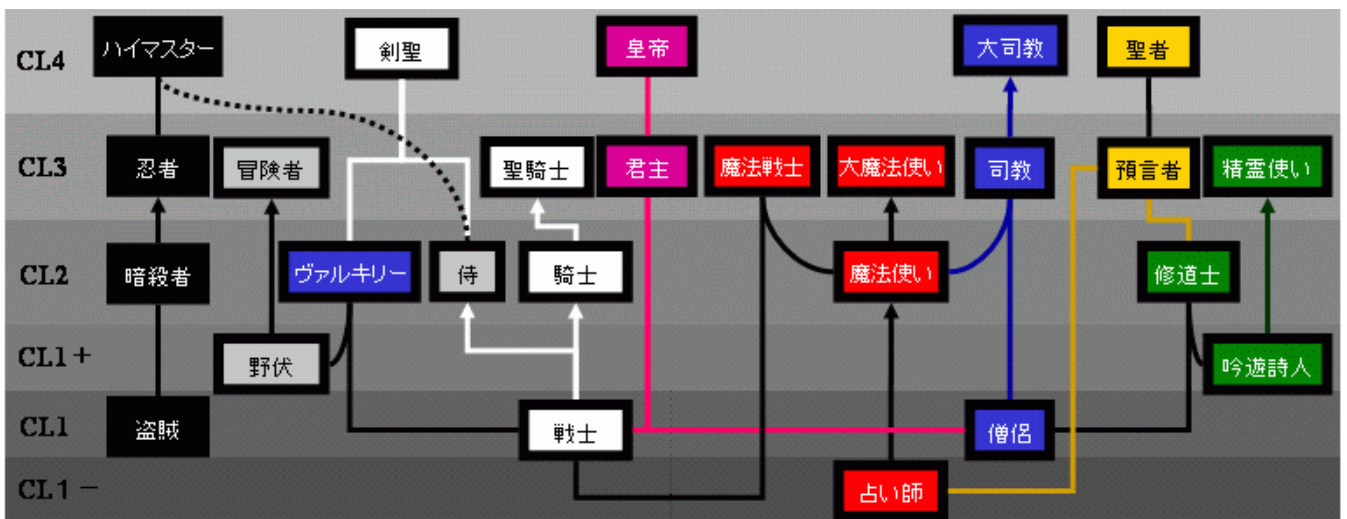 CL4
ハイマスター
剣聖
皇帝
大司教
聖者
CL3
忍者
冒険者
聖騎士
君主
魔法戦士
大魔法使い
司教
預言者
精霊使い
CL2
暗殺者
ヴァルキリー
侍
騎士
魔法使い
修道士
CL1+
野伏
吟遊詩人
CL1
盗賊
戦士
僧侶
CL1-
占い師